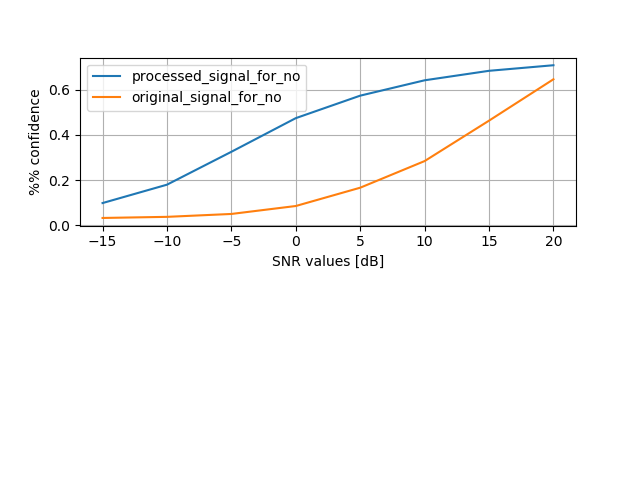 processed_signal_for_no
original_signal_for_no
%% confidence
0.6
0.4
0.2
0.0
−15 −10 −5 0 5 10 15 20
SNR values [dB]